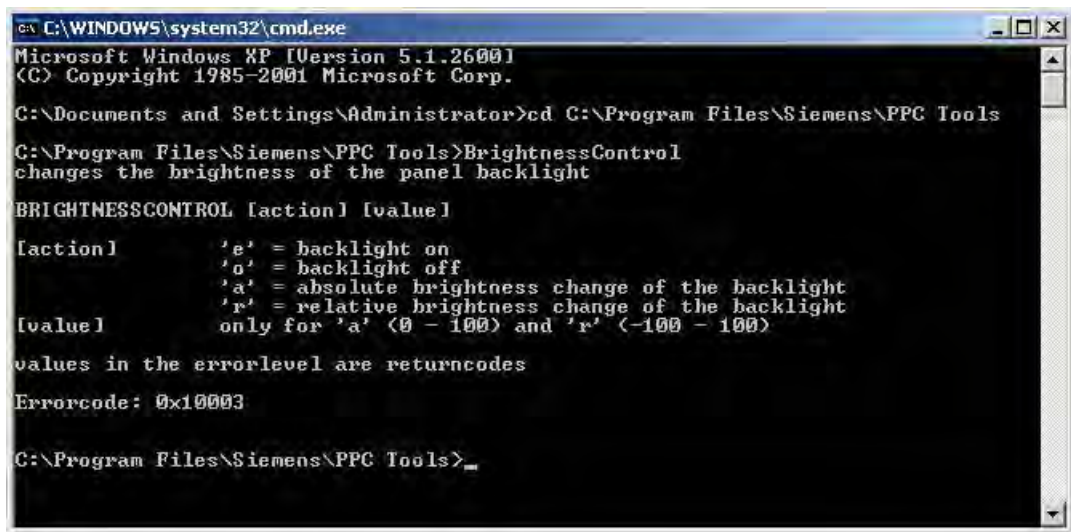 C:\WINDOWS\system32\cmd.exe
Microsoft Windows XP [Version 5.1.2600]
(C) Copyright 1985-2001 Microsoft Corp.
C:\Documents and Settings\Administrator>cd C:\Program Files\Siemens\PPC Tools
C:\Program Files\Siemens\PPC Tools>BrightnessControl
changes the brightness of the panel backlight
BRIGHTNESSCONTROL [action] [value]
[action] 'e' = backlight on
'o' = backlight off
'a' = absolute brightness change of the backlight
'r' = relative brightness change of the backlight
[value] only for 'a' (0 - 100) and 'r' (-100 - 100)
values in the errorlevel are returncodes
Errorcode: 0x10003
C:\Program Files\Siemens\PPC Tools>_